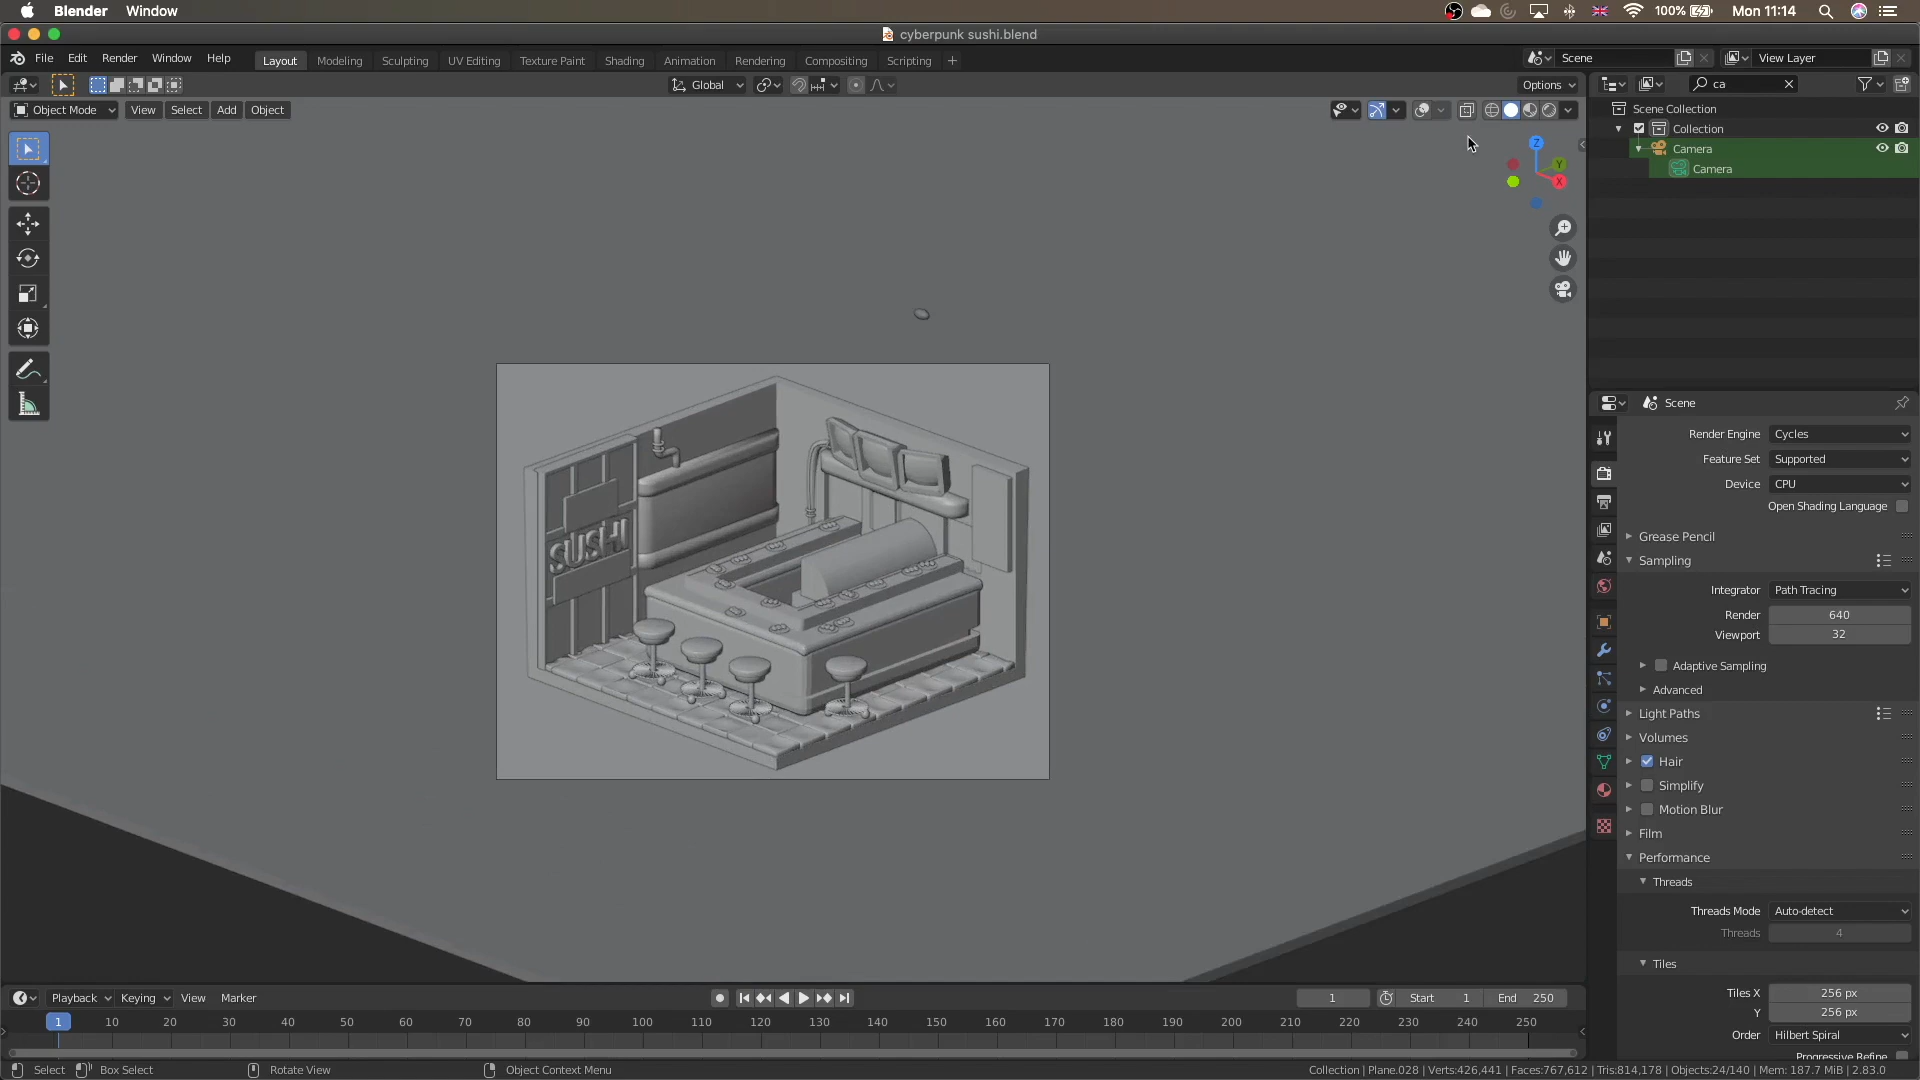 Blender Window 100% Mon 11:14
cyberpunk sushi.blend
File Edit Render Window Help Layout Modeling Sculpting UV Editing Texture Paint Shading Animation Rendering Compositing Scripting + Scene View Layer
Global Options ca
Object Mode View Select Add Object
Scene Collection
Collection
Camera
Camera
Z
Y
X
SUSHI
Scene
Render Engine Cycles
Feature Set Supported
Device CPU
Open Shading Language
Grease Pencil
Sampling
Integrator Path Tracing
Render 640
Viewport 32
Adaptive Sampling
Advanced
Light Paths
Volumes
Hair
Simplify
Motion Blur
Film
Performance
Threads
Threads Mode Auto-detect
Threads 4
Tiles
Tiles X 256 px
Y 256 px
Order Hilbert Spiral
Progressive Refine
Playback Keying View Marker 1 Start 1 End 250
1 10 20 30 40 50 60 70 80 90 100 110 120 130 140 150 160 170 180 190 200 210 220 230 240 250
Select Box Select Rotate View Object Context Menu Collection | Plane.028 | Verts:426,441 | Faces:767,612 | Tris:814,178 | Objects:24/140 | Mem: 187.7 MiB | 2.83.0